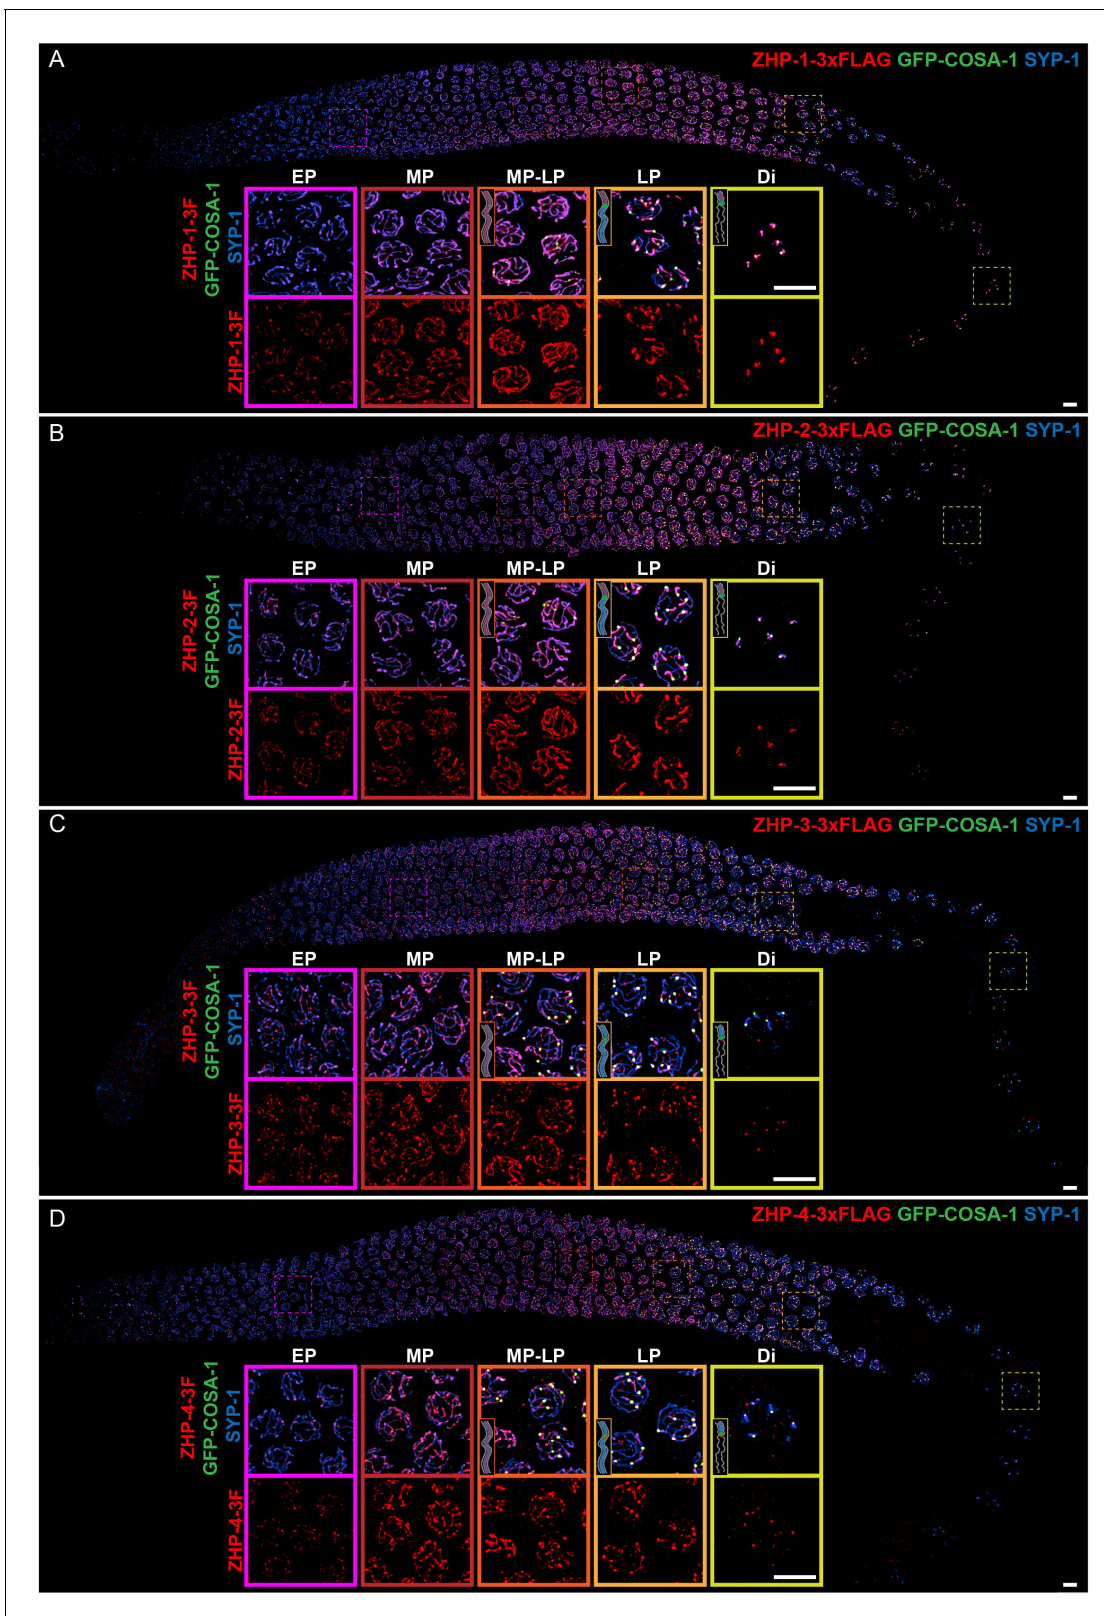 A
ZHP-1-3xFLAG GFP-COSA-1 SYP-1
EP MP MP-LP LP Di
ZHP-1-3F
GFP-COSA-1
SYP-1
ZHP-1-3F
B
ZHP-2-3xFLAG GFP-COSA-1 SYP-1
EP MP MP-LP LP Di
ZHP-2-3F
GFP-COSA-1
SYP-1
ZHP-2-3F
C
ZHP-3-3xFLAG GFP-COSA-1 SYP-1
EP MP MP-LP LP Di
ZHP-3-3F
GFP-COSA-1
SYP-1
ZHP-3-3F
D
ZHP-4-3xFLAG GFP-COSA-1 SYP-1
EP MP MP-LP LP Di
ZHP-4-3F
GFP-COSA-1
SYP-1
ZHP-4-3F